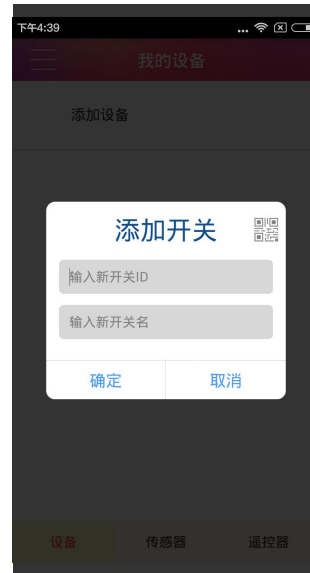 下午4:39
我的设备
添加设备
添加开关
输入新开关ID
输入新开关名
确定 取消
设备 传感器 遥控器